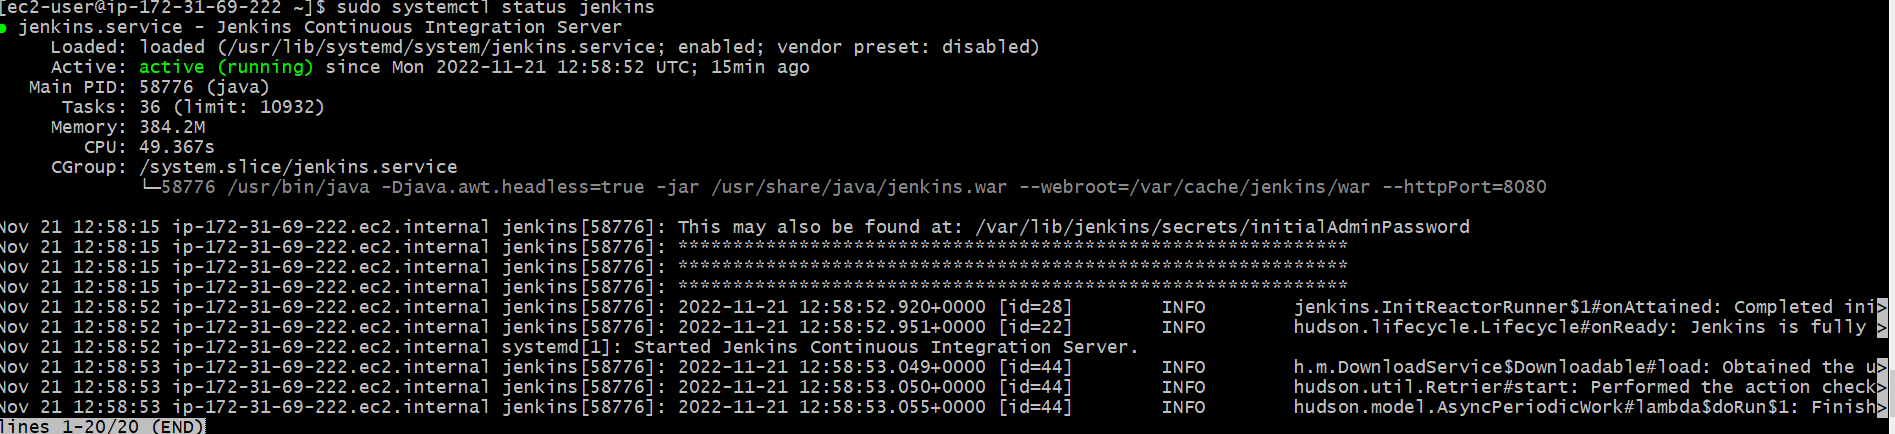 [ec2-user@ip-172-31-69-222 ~]$ sudo systemctl status jenkins
● jenkins.service - Jenkins Continuous Integration Server
     Loaded: loaded (/usr/lib/systemd/system/jenkins.service; enabled; vendor preset: disabled)
     Active: active (running) since Mon 2022-11-21 12:58:52 UTC; 15min ago
   Main PID: 58776 (java)
      Tasks: 36 (limit: 10932)
     Memory: 384.2M
        CPU: 49.367s
     CGroup: /system.slice/jenkins.service
             └─58776 /usr/bin/java -Djava.awt.headless=true -jar /usr/share/java/jenkins.war --webroot=/var/cache/jenkins/war --httpPort=8080
Nov 21 12:58:15 ip-172-31-69-222.ec2.internal jenkins[58776]: This may also be found at: /var/lib/jenkins/secrets/initialAdminPassword
Nov 21 12:58:15 ip-172-31-69-222.ec2.internal jenkins[58776]: *************************************************************
Nov 21 12:58:15 ip-172-31-69-222.ec2.internal jenkins[58776]: *************************************************************
Nov 21 12:58:15 ip-172-31-69-222.ec2.internal jenkins[58776]: *************************************************************
Nov 21 12:58:52 ip-172-31-69-222.ec2.internal jenkins[58776]: 2022-11-21 12:58:52.920+0000 [id=28]        INFO        jenkins.InitReactorRunner$1#onAttained: Completed ini>
Nov 21 12:58:52 ip-172-31-69-222.ec2.internal jenkins[58776]: 2022-11-21 12:58:52.951+0000 [id=22]        INFO        hudson.lifecycle.Lifecycle#onReady: Jenkins is fully >
Nov 21 12:58:52 ip-172-31-69-222.ec2.internal systemd[1]: Started Jenkins Continuous Integration Server.
Nov 21 12:58:53 ip-172-31-69-222.ec2.internal jenkins[58776]: 2022-11-21 12:58:53.049+0000 [id=44]        INFO        h.m.DownloadService$Downloadable#load: Obtained the u>
Nov 21 12:58:53 ip-172-31-69-222.ec2.internal jenkins[58776]: 2022-11-21 12:58:53.050+0000 [id=44]        INFO        hudson.util.Retrier#start: Performed the action check>
Nov 21 12:58:53 ip-172-31-69-222.ec2.internal jenkins[58776]: 2022-11-21 12:58:53.055+0000 [id=44]        INFO        hudson.model.AsyncPeriodicWork#lambda$doRun$1: Finish>
lines 1-20/20 (END)